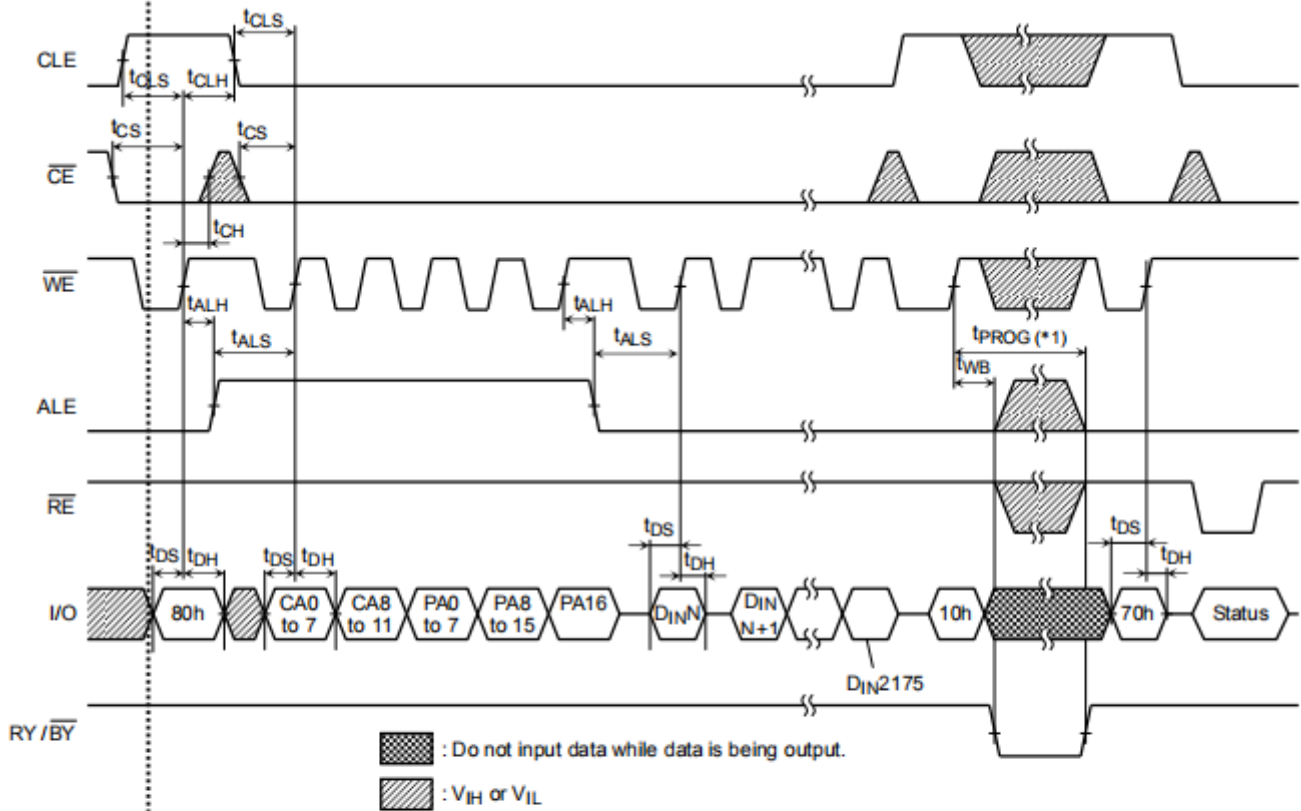 tCLS
CLE
tCLS tCLH
tCS tCS
CE
tCH
WE
tALH tALH
tALS tALS tPROG (*1)
tWB
ALE
RE
tDS tDH tDS tDH tDS tDH tDS tDH
I/O 80h CA0 to 7 CA8 to 11 PA0 to 7 PA8 to 15 PA16 DINN DIN N+1 10h 70h Status
DIN2175
RY / BY
: Do not input data while data is being output.
: VIH or VIL